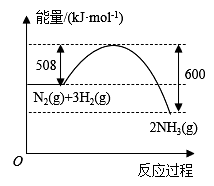 能量/(kJ·mol-1)
508
600
N2(g)+3H2(g)
2NH3(g)
O
反应过程